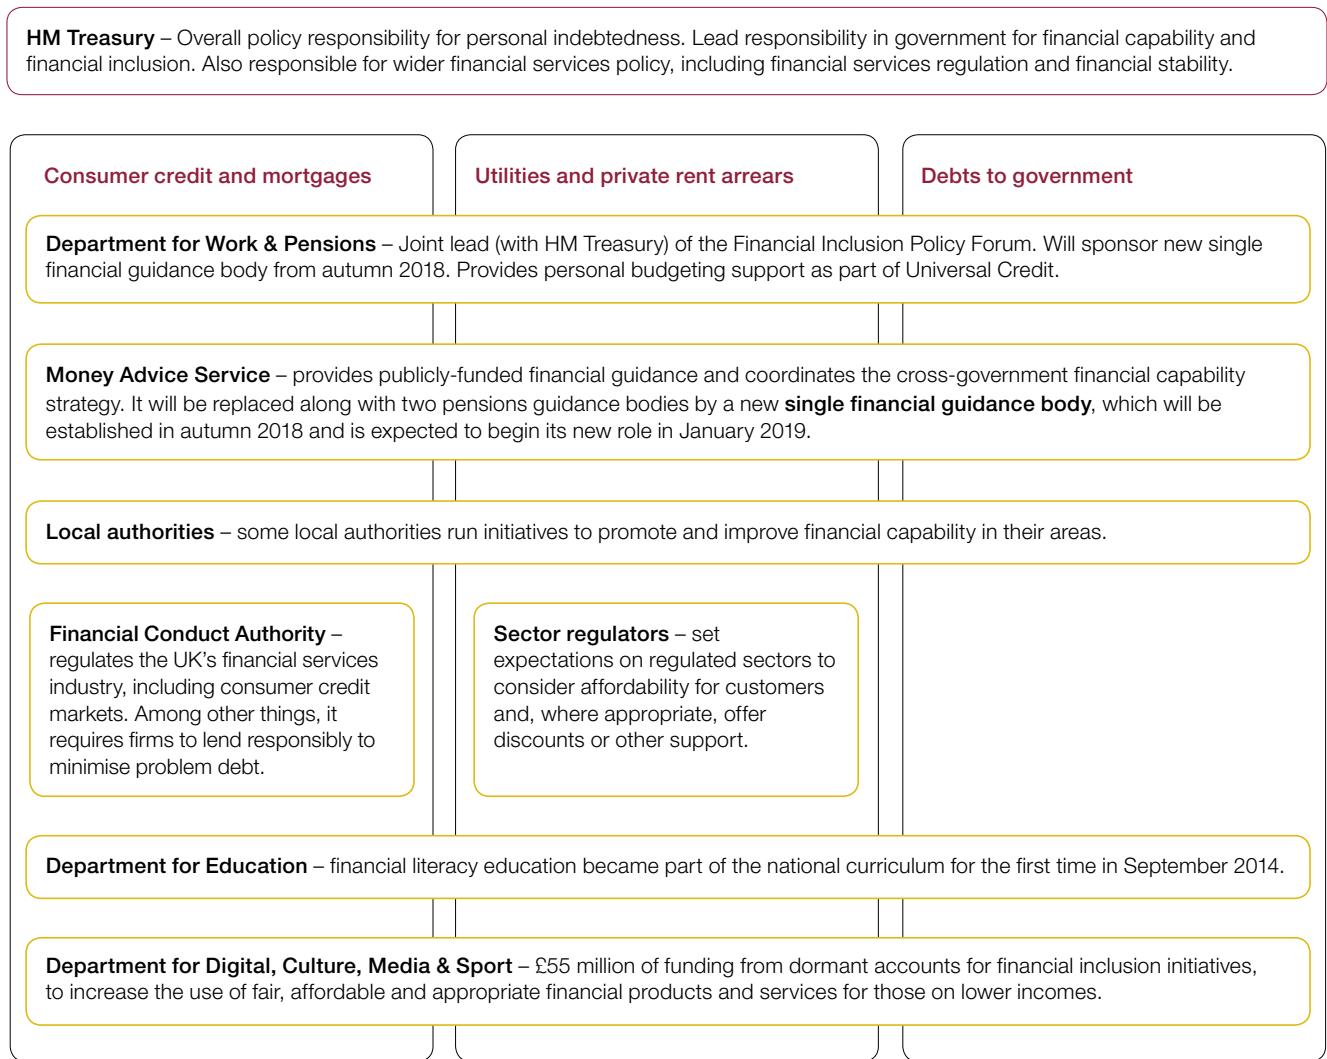 HM Treasury – Overall policy responsibility for personal indebtedness. Lead responsibility in government for financial capability and
financial inclusion. Also responsible for wider financial services policy, including financial services regulation and financial stability.
Consumer credit and mortgages
Utilities and private rent arrears
Debts to government
Department for Work & Pensions – Joint lead (with HM Treasury) of the Financial Inclusion Policy Forum. Will sponsor new single
financial guidance body from autumn 2018. Provides personal budgeting support as part of Universal Credit.
Money Advice Service – provides publicly-funded financial guidance and coordinates the cross-government financial capability
strategy. It will be replaced along with two pensions guidance bodies by a new single financial guidance body, which will be
established in autumn 2018 and is expected to begin its new role in January 2019.
Local authorities – some local authorities run initiatives to promote and improve financial capability in their areas.
Financial Conduct Authority –
regulates the UK's financial services
industry, including consumer credit
markets. Among other things, it
requires firms to lend responsibly to
minimise problem debt.
Sector regulators – set
expectations on regulated sectors to
consider affordability for customers
and, where appropriate, offer
discounts or other support.
Department for Education – financial literacy education became part of the national curriculum for the first time in September 2014.
Department for Digital, Culture, Media & Sport – £55 million of funding from dormant accounts for financial inclusion initiatives,
to increase the use of fair, affordable and appropriate financial products and services for those on lower incomes.